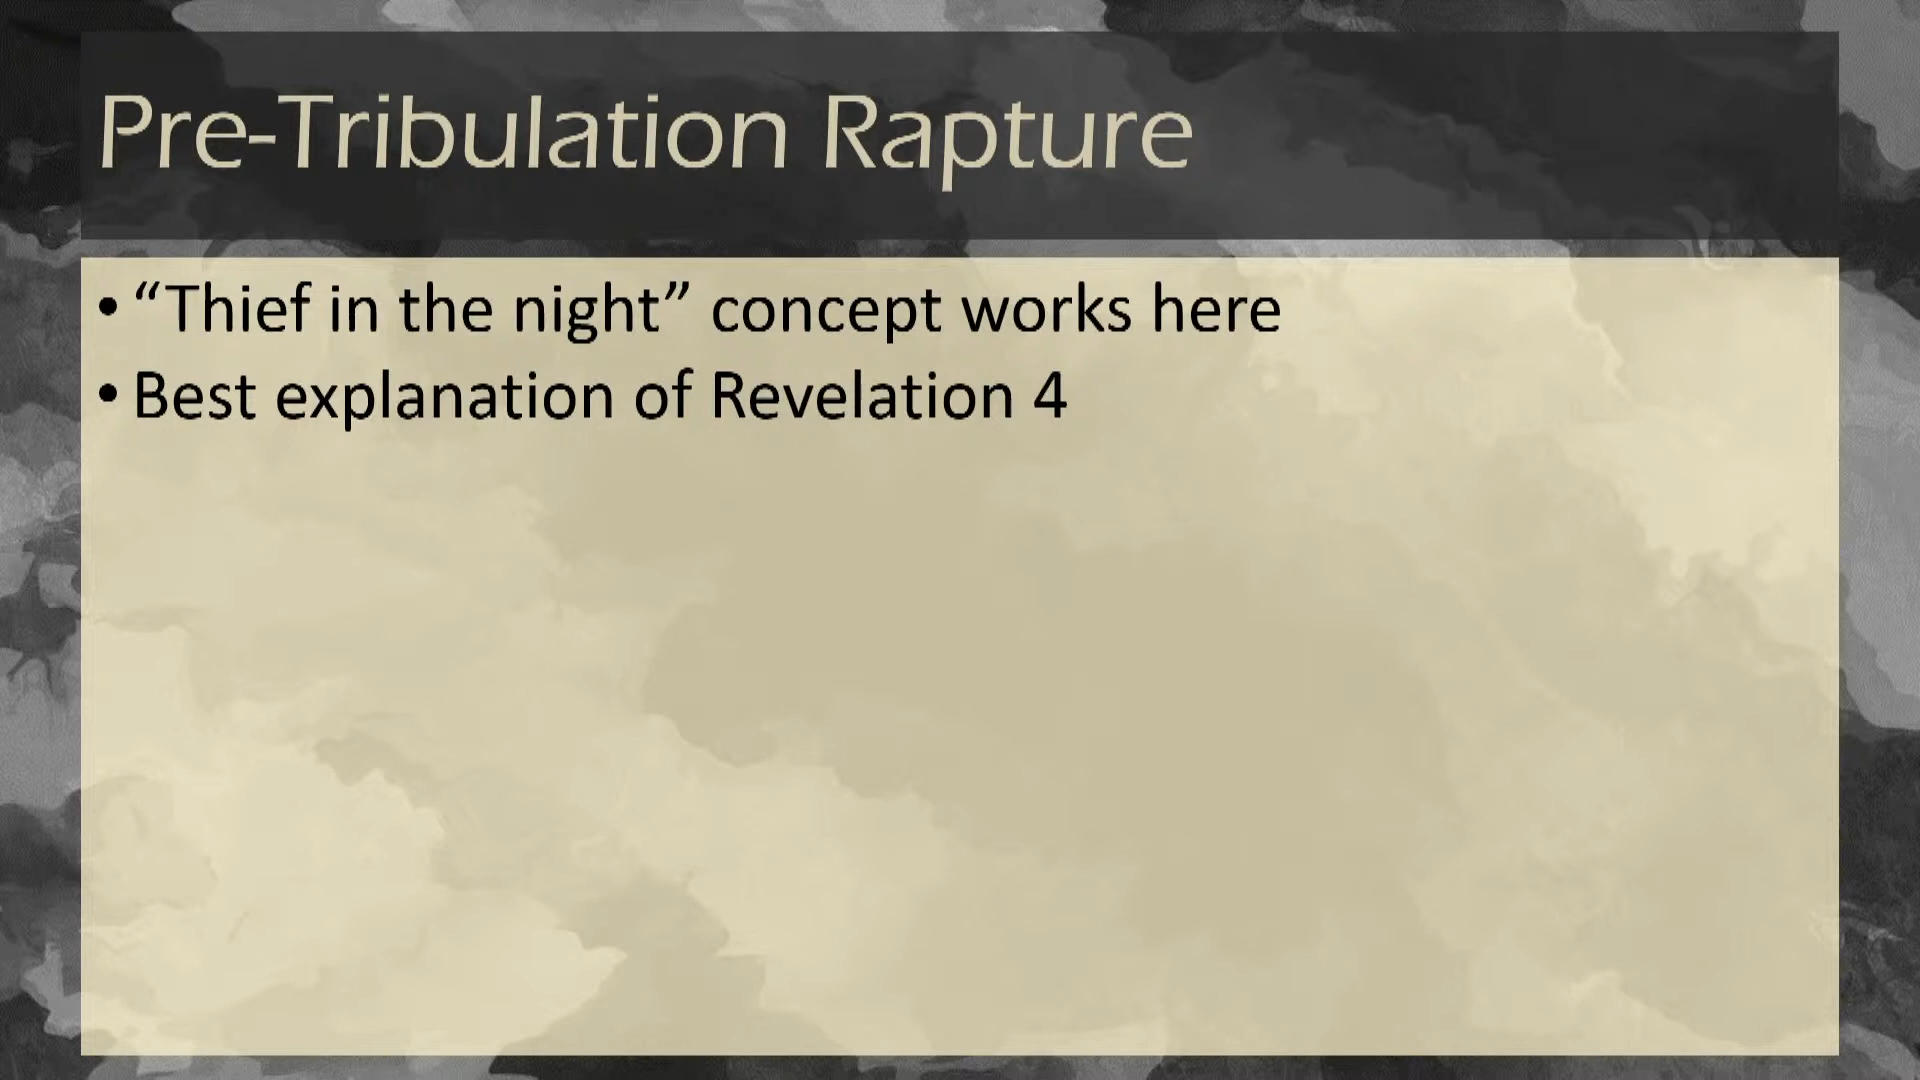 Pre-Tribulation Rapture
• “Thief in the night” concept works here
• Best explanation of Revelation 4